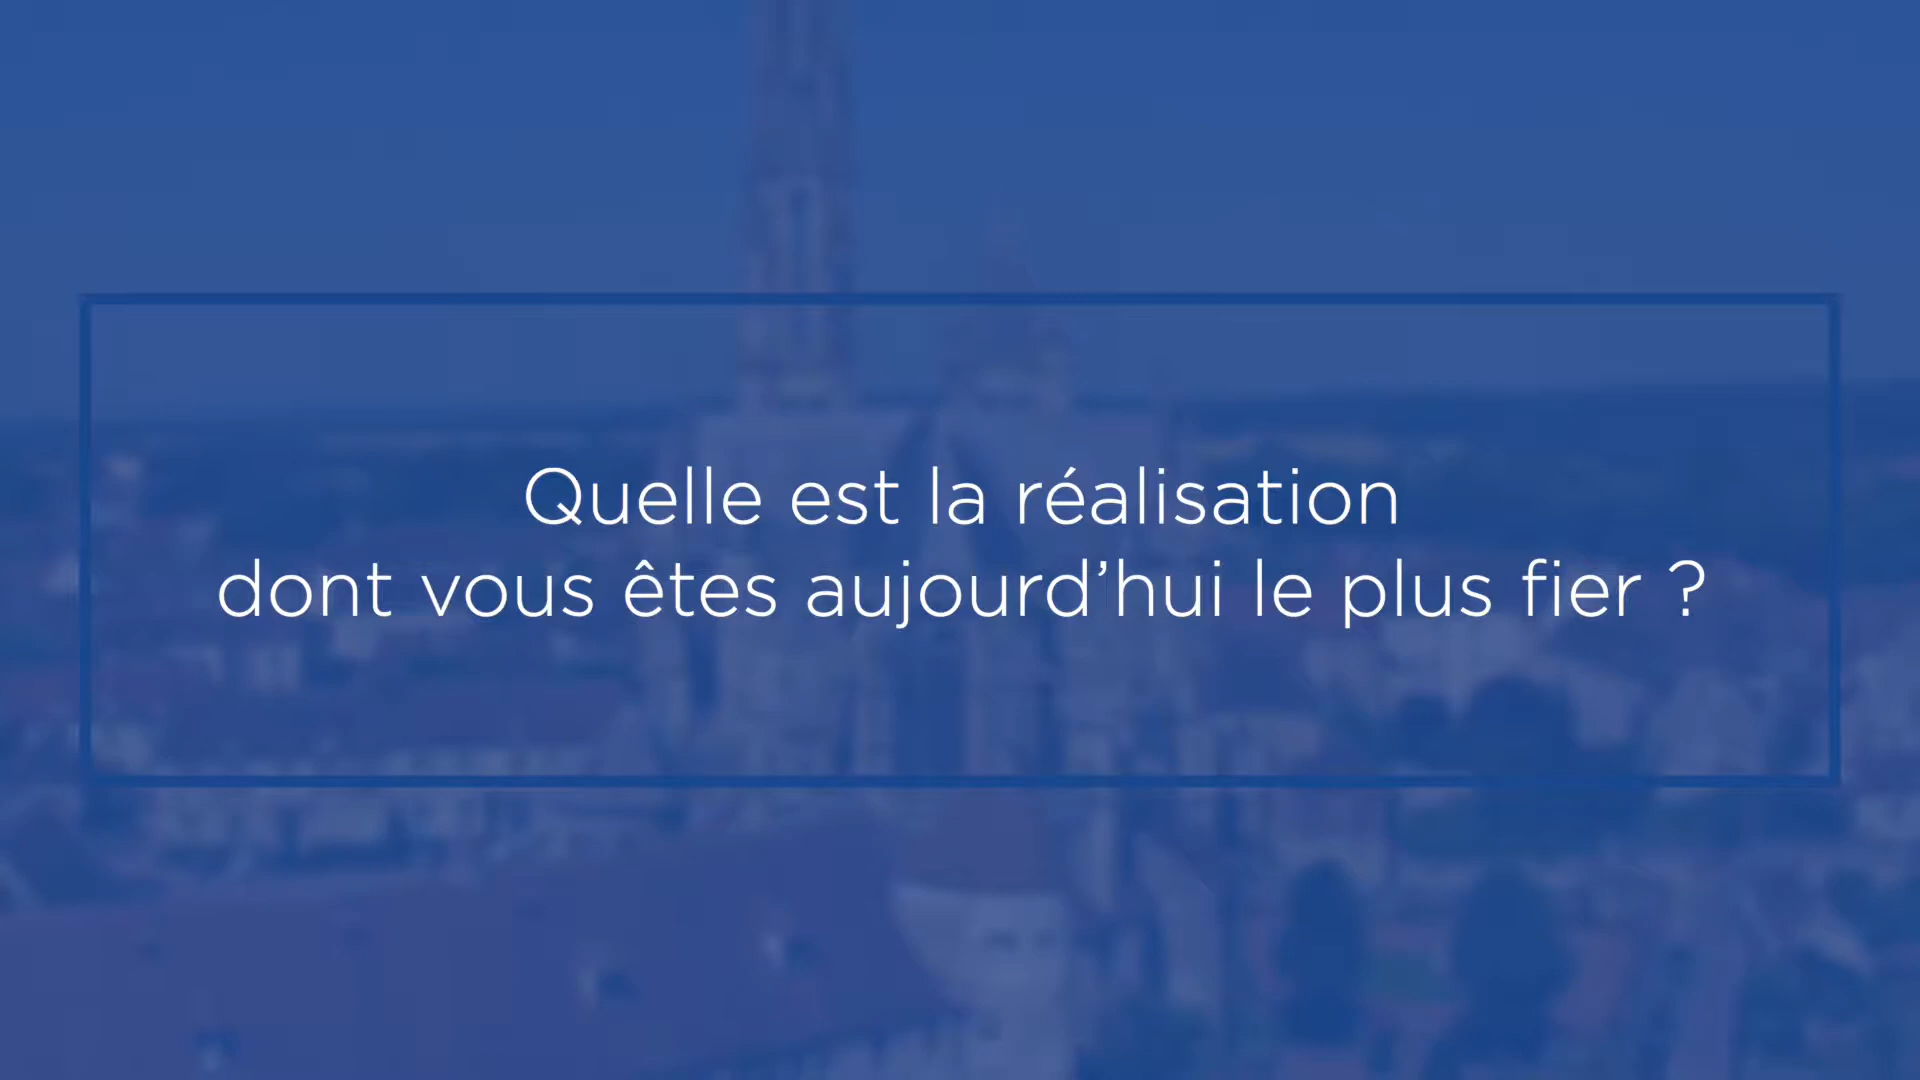 Quelle est la réalisation
dont vous êtes aujourd’hui le plus fier ?